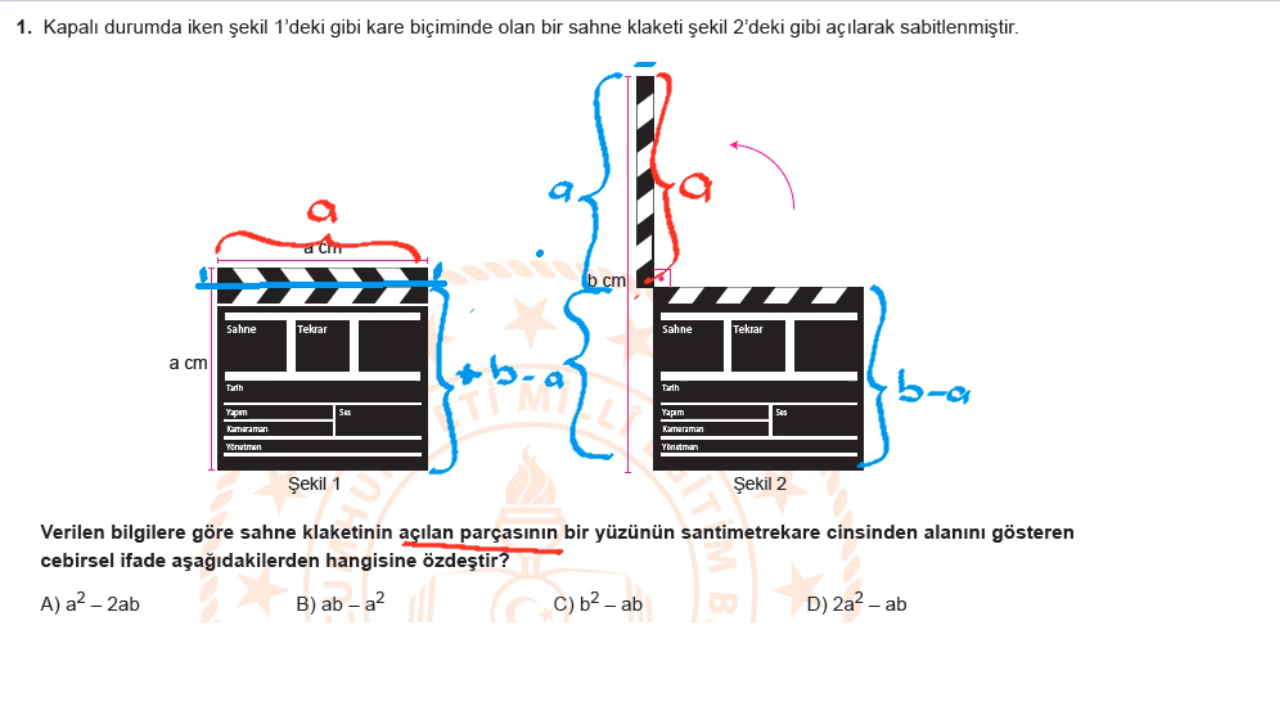 1. Kapalı durumda iken şekil 1'deki gibi kare biçiminde olan bir sahne klaketi şekil 2'deki gibi açılarak sabitlenmiştir.
a
a cm
a cm
Sahne Tekrar
Tarih
Yapım Ses
Kameraman
Yönetmen
Şekil 1
b-a
a
a
b cm
Sahne Tekrar
Tarih
Yapım Ses
Kameraman
Yönetmen
Şekil 2
b-a
Verilen bilgilere göre sahne klaketinin açılan parçasının bir yüzünün santimetrekare cinsinden alanını gösteren
cebirsel ifade aşağıdakilerden hangisine özdeştir?
A) a² – 2ab B) ab – a² C) b² – ab D) 2a² – ab